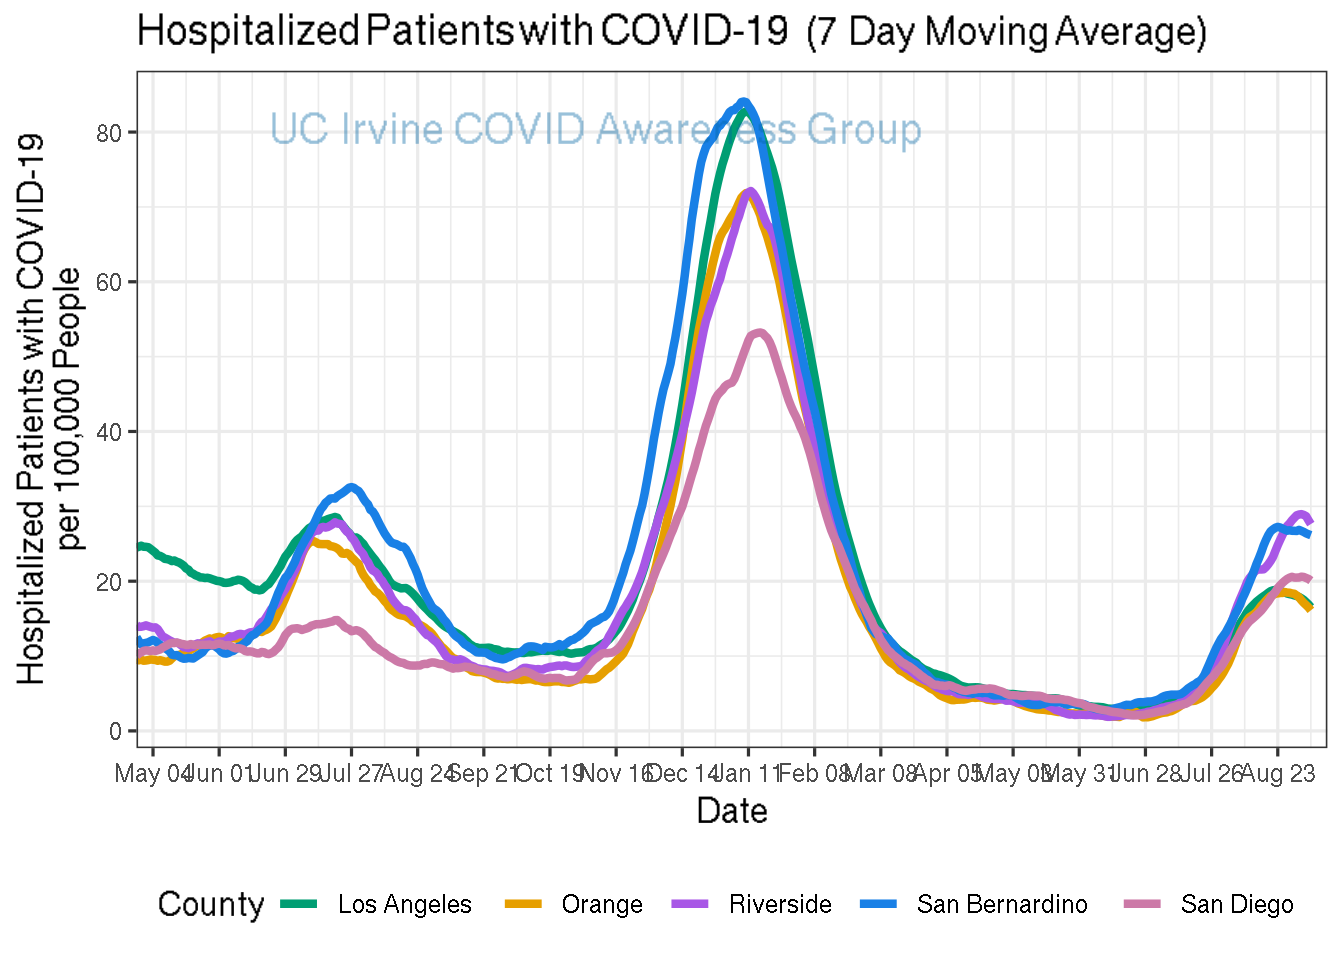 Hospitalized Patients with COVID-19 (7 Day Moving Average)
UC Irvine COVID Awareness Group
Hospitalized Patients with COVID-19
per 100,000 People
80
60
40
20
0
May 04 Jun 01 Jun 29 Jul 27 Aug 24 Sep 21 Oct 19 Nov 16 Dec 14 Jan 11 Feb 08 Mar 08 Apr 05 May 03 May 31 Jun 28 Jul 26 Aug 23
Date
County Los Angeles Orange Riverside San Bernardino San Diego